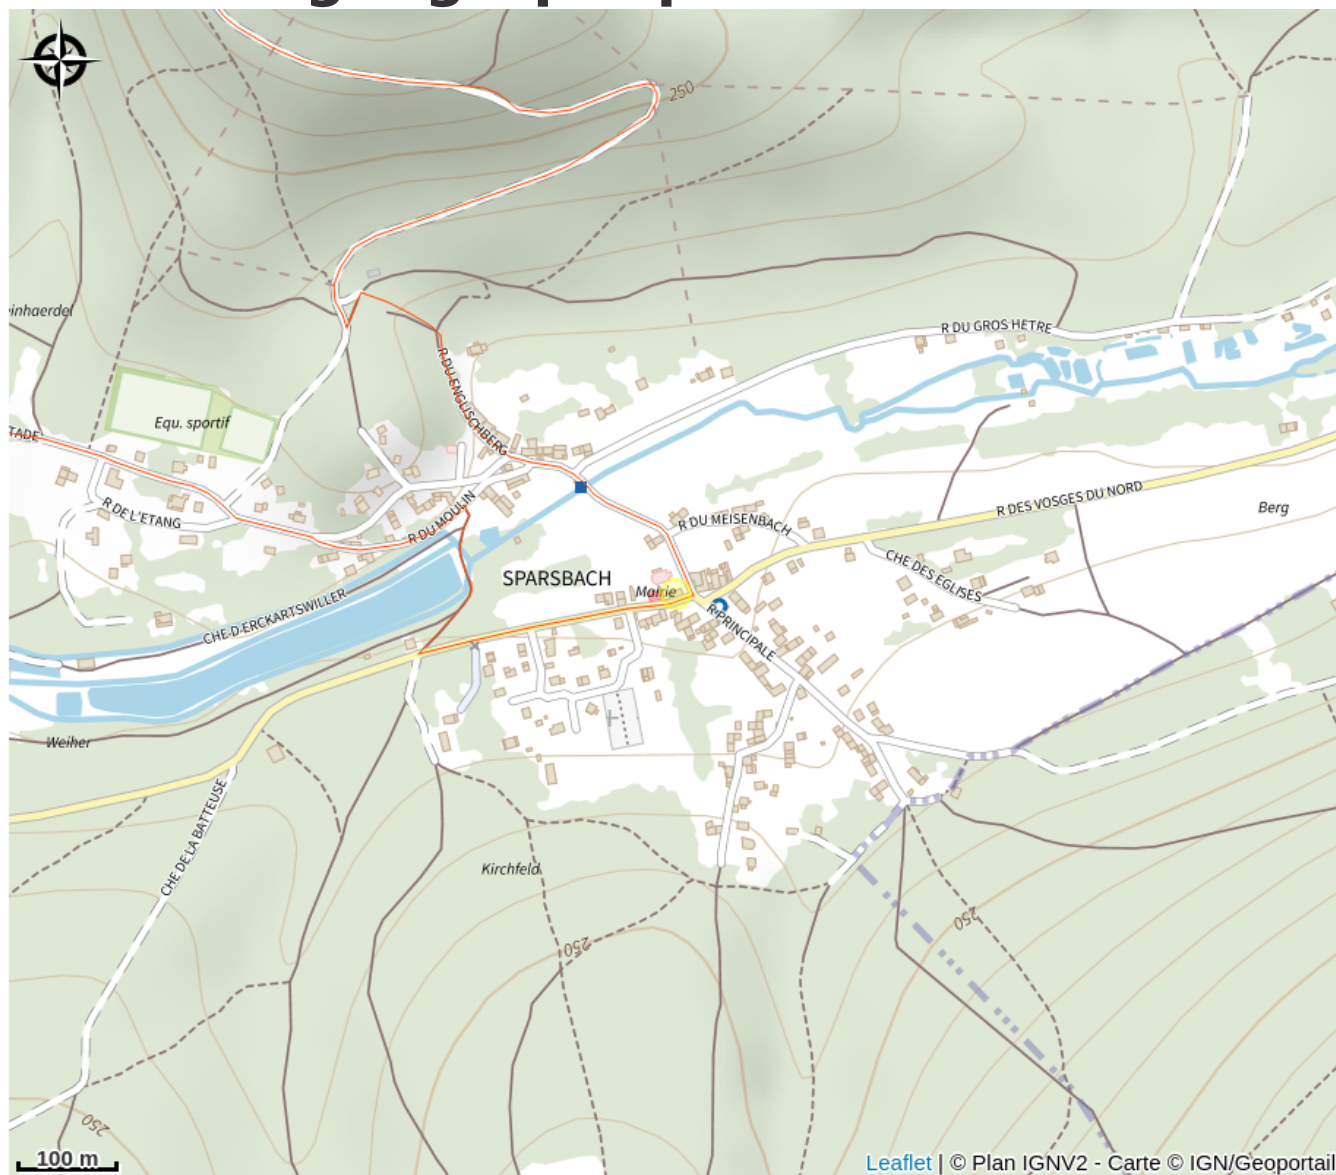 250
einhaerdel
R DU GROS HETRE
R DU ENGLISCHBERG
Equ. sportif
TADE
R DE L'ETANG
R DU MOULIN
R DU MEISENBACH
R DES VOSGES DU NORD
Berg
CHE DES EGLISES
SPARSBACH
Mairie
R PRINCIPALE
CHE D'ERCKARTSWILLER
Weiher
CHE DE LA BATTEUSE
Kirchfeld
250
250
250
100 m
Leaflet | © Plan IGNV2 - Carte © IGN/Geoportail